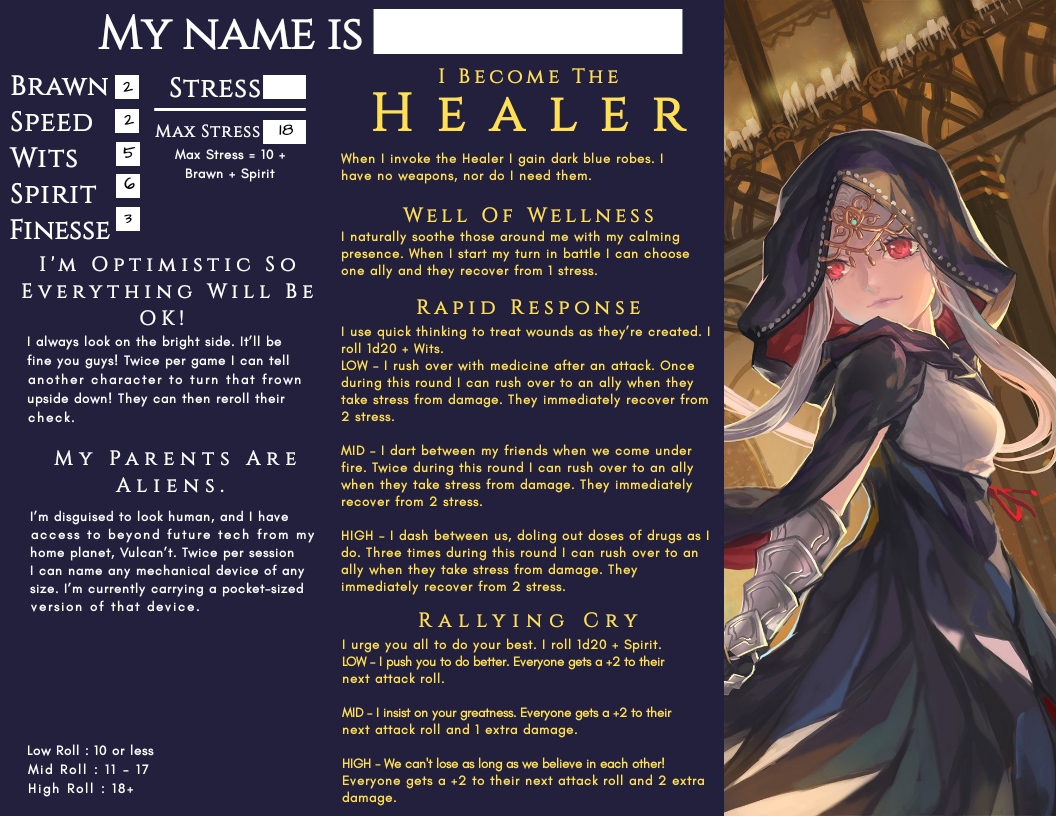 My name is
Brawn 2
Speed 2
Wits 5
Spirit 6
Finesse 3
Stress
Max Stress 18
Max Stress = 10 +
Brawn + Spirit
I'm Optimistic So
Everything Will Be
OK!
I always look on the bright side. It'll be
fine you guys! Twice per game I can tell
another character to turn that frown
upside down! They can then reroll their
check.
My Parents Are
Aliens.
I'm disguised to look human, and I have
access to beyond future tech from my
home planet, Vulcan't. Twice per session
I can name any mechanical device of any
size. I'm currently carrying a pocket-sized
version of that device.
Low Roll : 10 or less
Mid Roll : 11 - 17
High Roll : 18+
I Become The
Healer
When I invoke the Healer I gain dark blue robes. I
have no weapons, nor do I need them.
Well Of Wellness
I naturally soothe those around me with my calming
presence. When I start my turn in battle I can choose
one ally and they recover from 1 stress.
Rapid Response
I use quick thinking to treat wounds as they're created. I
roll 1d20 + Wits.
LOW - I rush over with medicine after an attack. Once
during this round I can rush over to an ally when they
take stress from damage. They immediately recover from
2 stress.
MID - I dart between my friends when we come under
fire. Twice during this round I can rush over to an ally
when they take stress from damage. They immediately
recover from 2 stress.
HIGH - I dash between us, doling out doses of drugs as I
do. Three times during this round I can rush over to an
ally when they take stress from damage. They
immediately recover from 2 stress.
Rallying Cry
I urge you all to do your best. I roll 1d20 + Spirit.
LOW - I push you to do better. Everyone gets a +2 to their
next attack roll.
MID - I insist on your greatness. Everyone gets a +2 to their
next attack roll and 1 extra damage.
HIGH - We can't lose as long as we believe in each other!
Everyone gets a +2 to their next attack roll and 2 extra
damage.